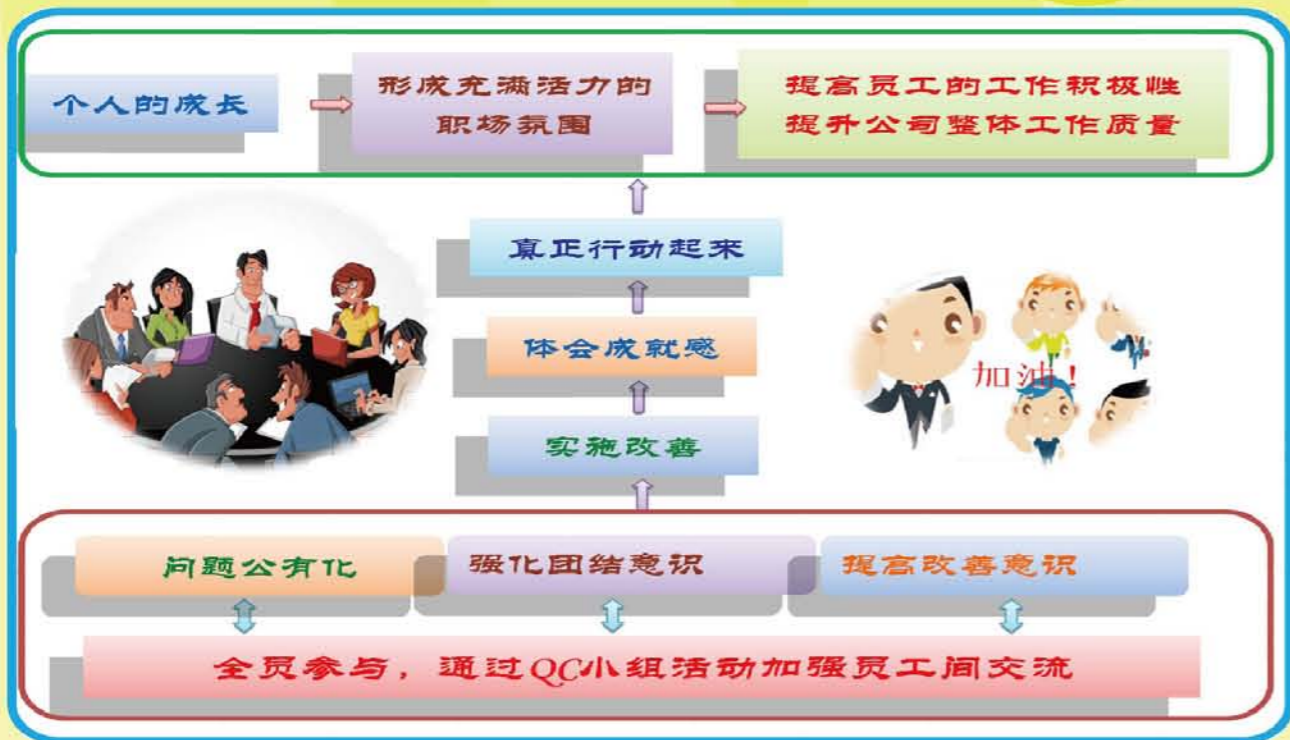 个人的成长
形成充满活力的
职场氛围
提高员工的工作积极性
提升公司整体工作质量
真正行动起来
体会成就感
加油!
实施改善
问题公有化
强化团结意识
提高改善意识
全员参与，通过QC小组活动加强员工间交流